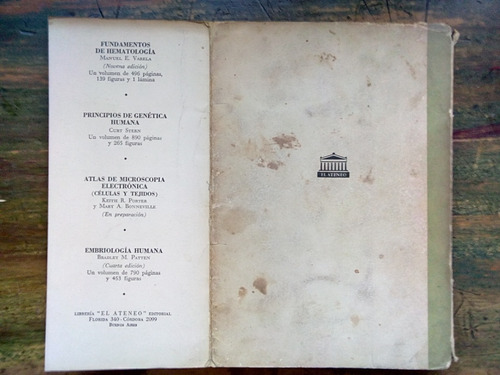 FUNDAMENTOS
DE HEMATOLOGÍA
MANUEL E. VARELA
(Novena edición)
Un volumen de 496 páginas,
139 figuras y 1 lámina
PRINCIPIOS DE GENÉTICA
HUMANA
CURT STERN
Un volumen de 890 páginas
y 263 figuras
ATLAS DE MICROSCOPIA
ELECTRÓNICA
(CÉLULAS Y TEJIDOS)
KEITH R. PORTER
Y MARY A. BONNEVILLE
(En preparación)
EMBRIOLOGÍA HUMANA
BRADLEY M. PATTEN
(Cuarta edición)
Un volumen de 790 páginas
y 463 figuras
LIBRERÍA "EL ATENEO" EDITORIAL
FLORIDA 340 - CÓRDOBA 2099
BUENOS AIRES
EL ATENEO